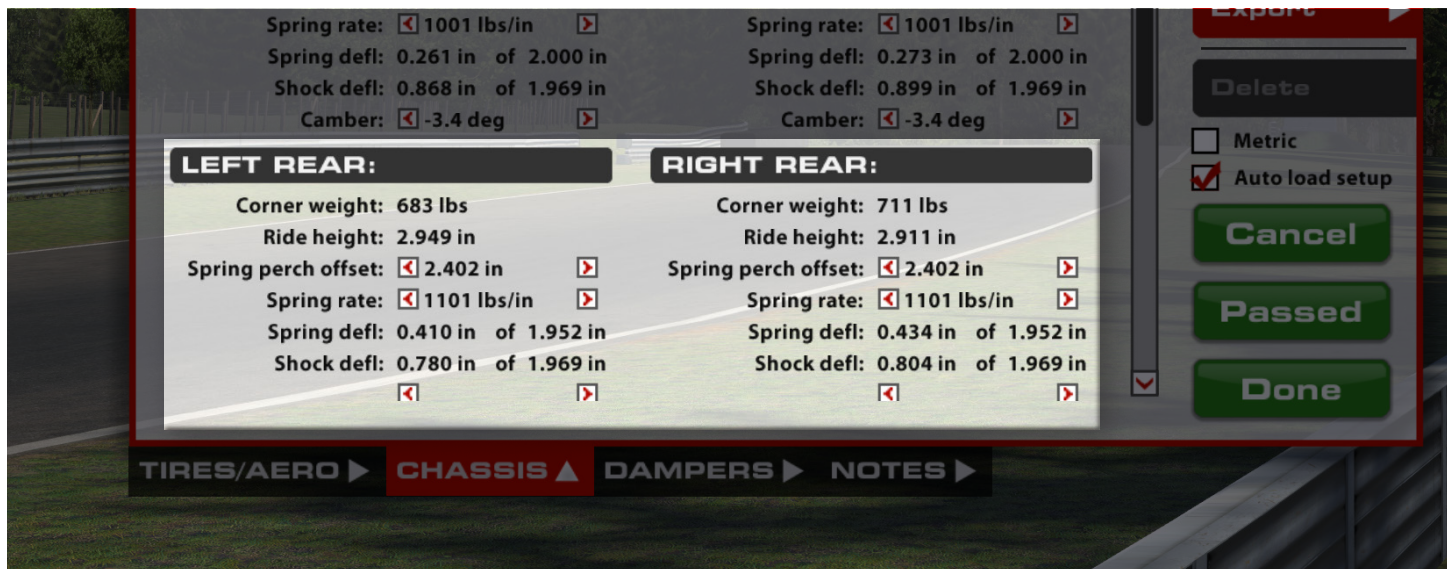 Spring rate: 1001 lbs/in
Spring defl: 0.261 in of 2.000 in
Shock defl: 0.868 in of 1.969 in
Camber: -3.4 deg
Spring rate: 1001 lbs/in
Spring defl: 0.273 in of 2.000 in
Shock defl: 0.899 in of 1.969 in
Camber: -3.4 deg
LEFT REAR:
Corner weight: 683 lbs
Ride height: 2.949 in
Spring perch offset: 2.402 in
Spring rate: 1101 lbs/in
Spring defl: 0.410 in of 1.952 in
Shock defl: 0.780 in of 1.969 in
RIGHT REAR:
Corner weight: 711 lbs
Ride height: 2.911 in
Spring perch offset: 2.402 in
Spring rate: 1101 lbs/in
Spring defl: 0.434 in of 1.952 in
Shock defl: 0.804 in of 1.969 in
Export
Delete
Metric
Auto load setup
Cancel
Passed
Done
TIRES/AERO CHASSIS DAMPERS NOTES